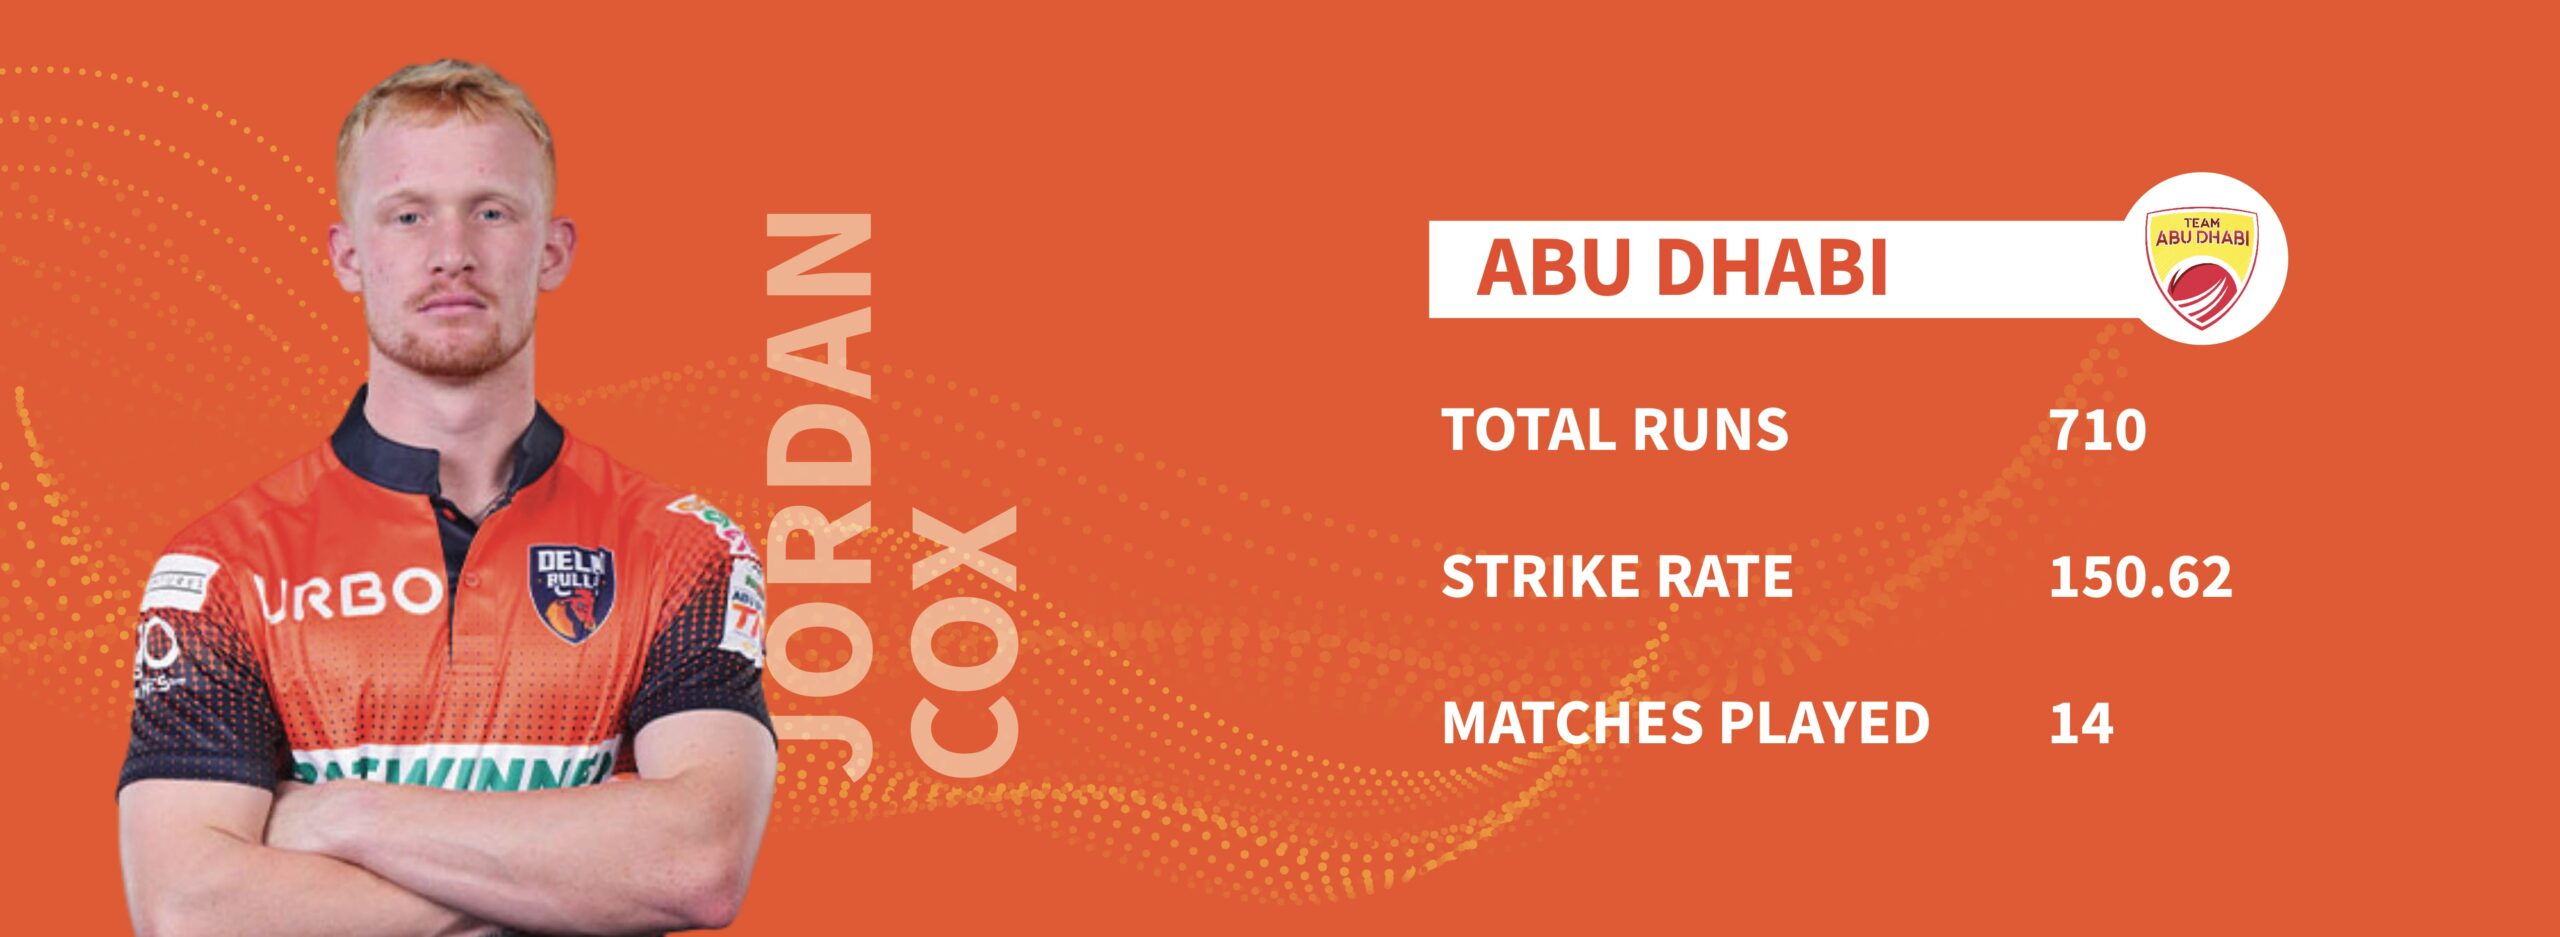 JORDAN
COX
ABU DHABI
TEAM
ABU DHABI
TOTAL RUNS 710
STRIKE RATE 150.62
MATCHES PLAYED 14
URBO